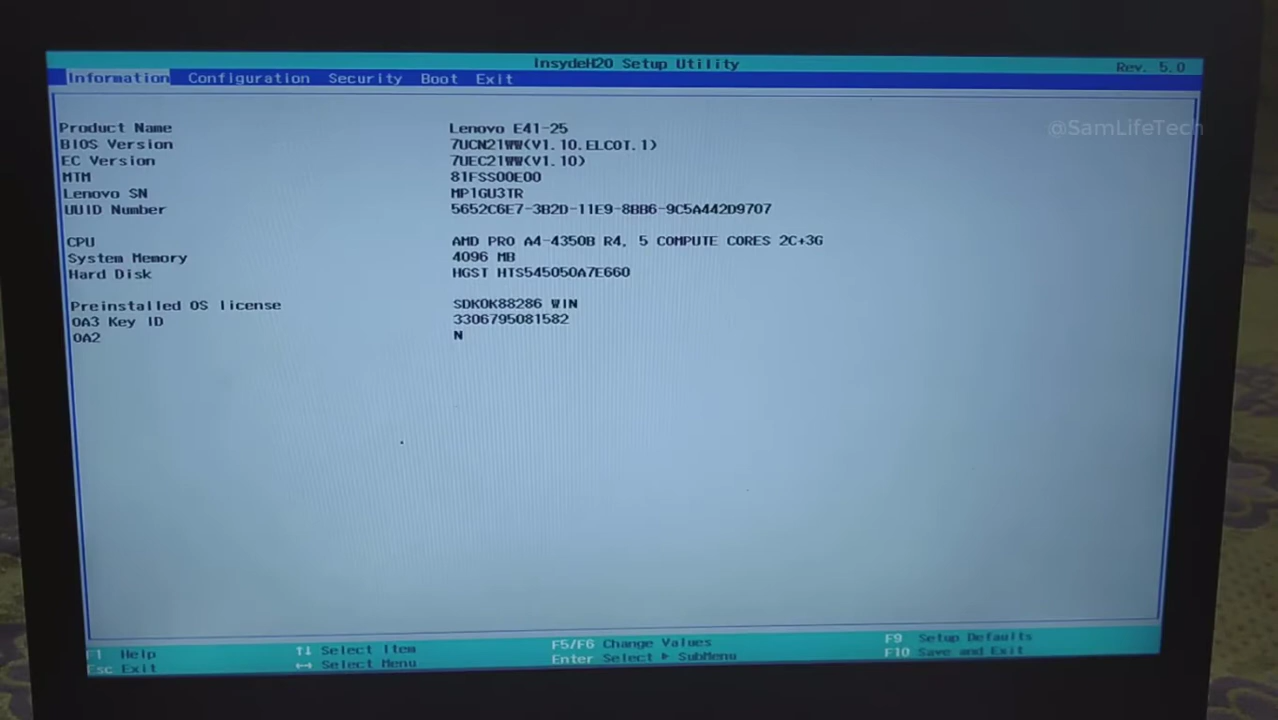 InsydeH20 Setup Utility Rev. 5.0
Information Configuration Security Boot Exit
@SamLifeTech
Product Name Lenovo E41-25
BIOS Version 7UCN21WW(V1.10.ELCOT.1)
EC Version 7UEC21WW(V1.10)
MTM 81FSS00E00
Lenovo SN MP1GU3TR
UUID Number 5652C6E7-3B2D-11E9-8BB6-9C5A442D9707
CPU AMD PRO A4-4350B R4, 5 COMPUTE CORES 2C+3G
System Memory 4096 MB
Hard Disk HGST HTS545050A7E660
Preinstalled OS license SDK0K88286 WIN
OA3 Key ID 3306795081582
OA2 N
F1 Help ↑↓ Select Item F5/F6 Change Values F9 Setup Defaults
Esc Exit ↔ Select Menu Enter Select ▶ SubMenu F10 Save and Exit